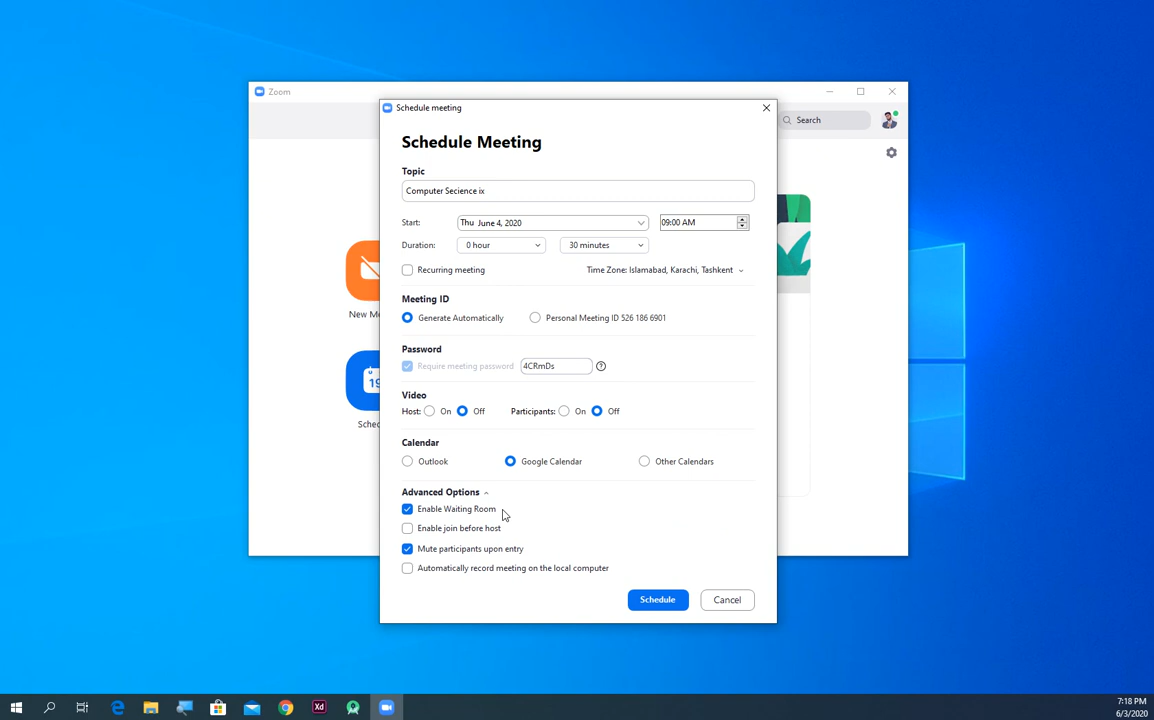 Zoom
Schedule meeting
Search
Schedule Meeting
Topic
Computer Secience ix
Start: Thu June 4, 2020 09:00 AM
Duration: 0 hour 30 minutes
Recurring meeting Time Zone: Islamabad, Karachi, Tashkent
Meeting ID
Generate Automatically Personal Meeting ID 526 186 6901
New Me
Password
Require meeting password 4CRmDs ?
19
Video
Host: On Off Participants: On Off
Sched
Calendar
Outlook Google Calendar Other Calendars
Advanced Options
Enable Waiting Room
Enable join before host
Mute participants upon entry
Automatically record meeting on the local computer
Schedule Cancel
Xd
7:18 PM
6/3/2020